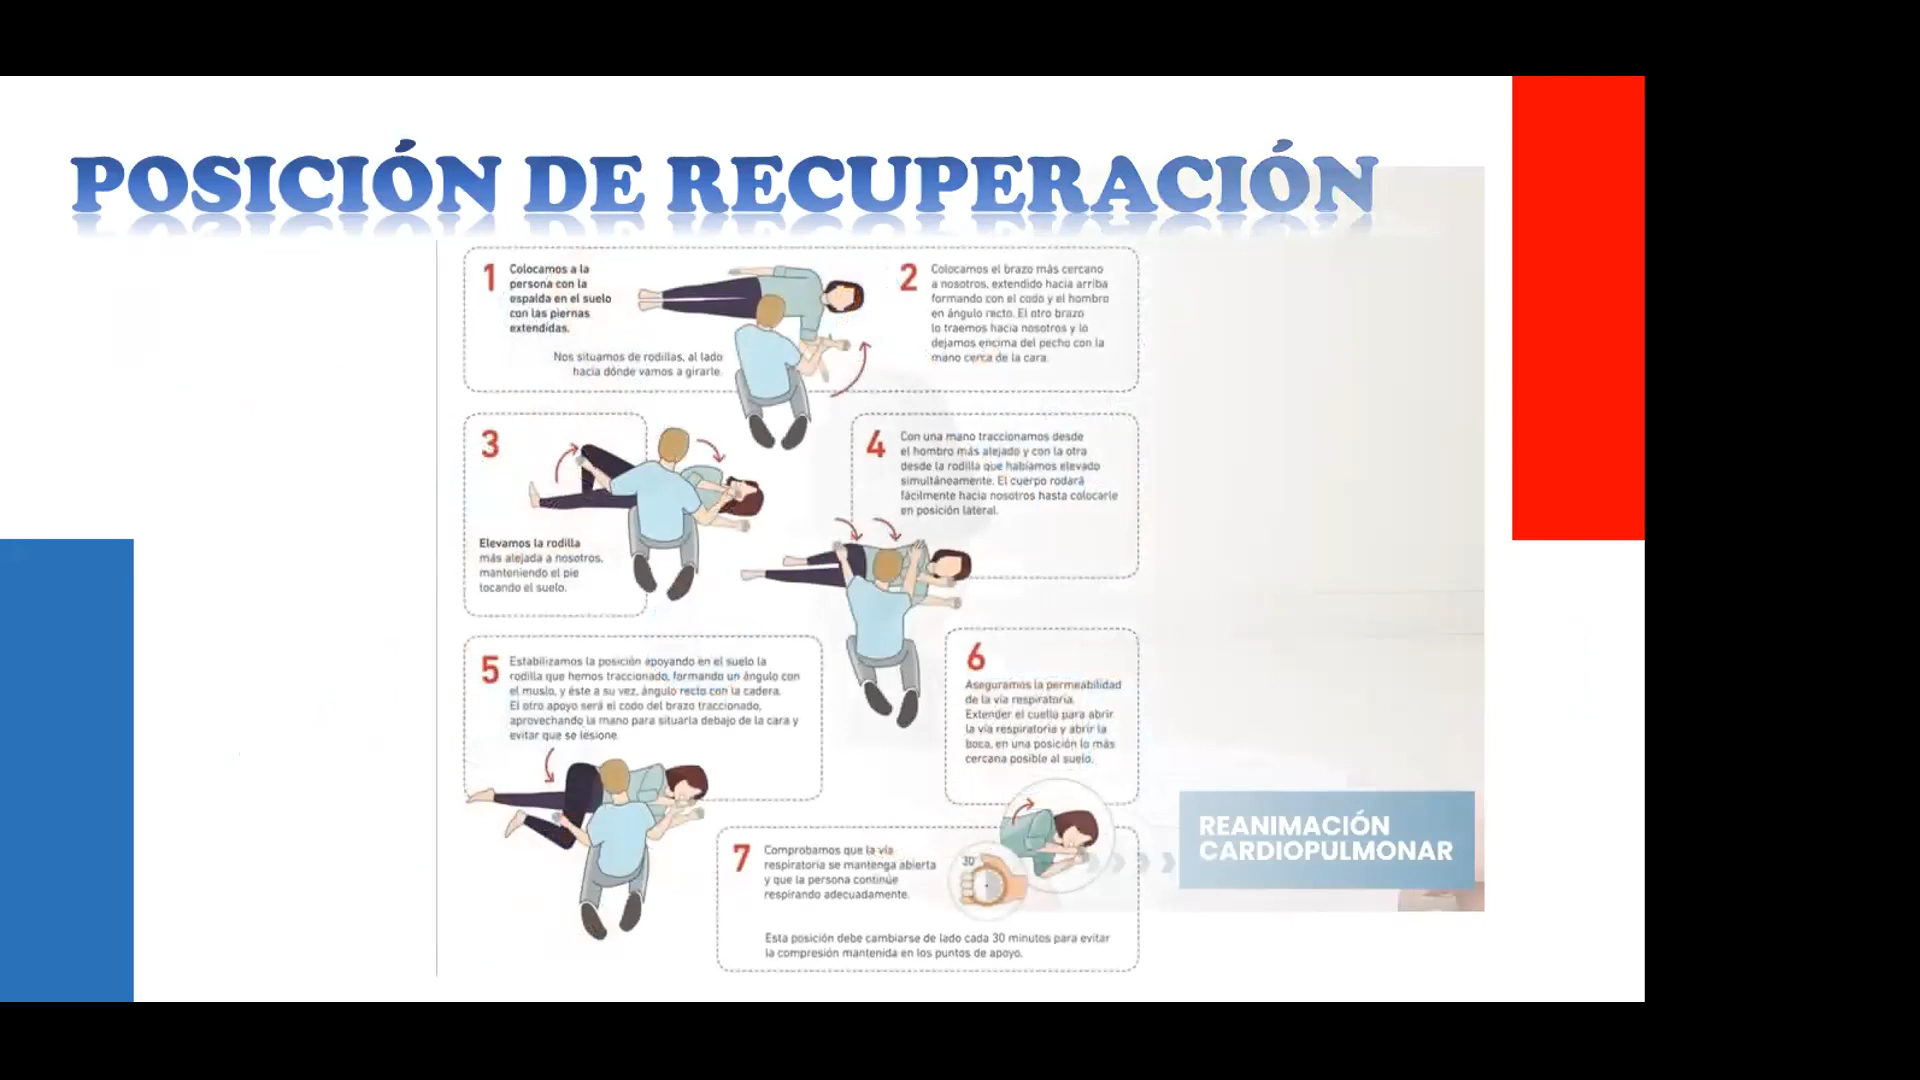 POSICIÓN DE RECUPERACIÓN
1
Colocamos a la
persona con la
espalda en el suelo
con las piernas
extendidas.
Nos situamos de rodillas, al lado
hacia dónde vamos a girarle.
2
Colocamos el brazo más cercano
a nosotros, extendido hacia arriba
formando con el codo y el hombro
en ángulo recto. El otro brazo
lo traemos hacia nosotros y lo
dejamos encima del pecho con la
mano cerca de la cara.
3
Elevamos la rodilla
más alejada a nosotros,
manteniendo el pie
tocando el suelo.
4
Con una mano traccionamos desde
el hombro más alejado y con la otra
desde la rodilla que habíamos elevado
simultáneamente. El cuerpo rodará
fácilmente hacia nosotros hasta colocarle
en posición lateral.
5
Estabilizamos la posición apoyando en el suelo la
rodilla que hemos traccionado, formando un ángulo con
el muslo, y éste a su vez, ángulo recto con la cadera.
El otro apoyo será el codo del brazo traccionado,
aprovechando la mano para situarla debajo de la cara y
evitar que se lesione.
6
Aseguramos la permeabilidad
de la vía respiratoria.
Extender el cuello para abrir
la vía respiratoria y abrir la
boca, en una posición lo más
cercana posible al suelo.
7
Comprobamos que la vía
respiratoria se mantenga abierta
y que la persona continúe
respirando adecuadamente.
30'
Esta posición debe cambiarse de lado cada 30 minutos para evitar
la compresión mantenida en los puntos de apoyo.
REANIMACIÓN
CARDIOPULMONAR